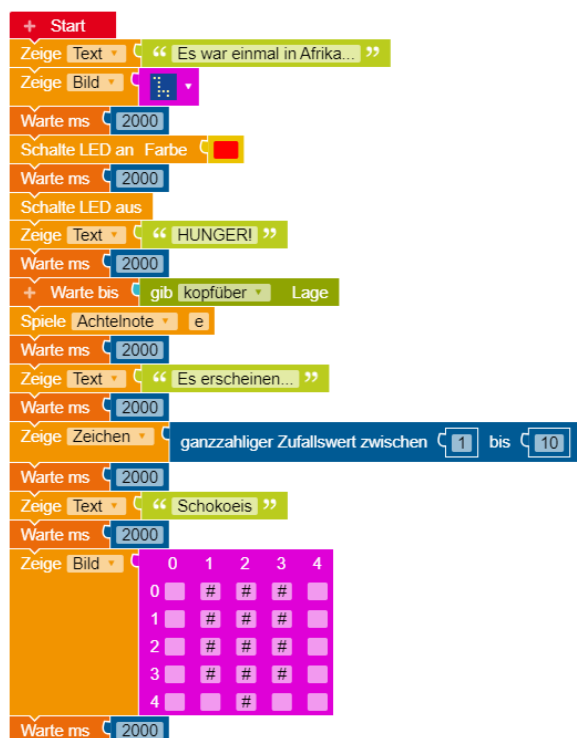 + Start
Zeige Text “ Es war einmal in Afrika... ”
Zeige Bild
Warte ms 2000
Schalte LED an Farbe
Warte ms 2000
Schalte LED aus
Zeige Text “ HUNGER! ”
Warte ms 2000
+ Warte bis gib kopfüber Lage
Spiele Achtelnote e
Warte ms 2000
Zeige Text “ Es erscheinen... ”
Warte ms 2000
Zeige Zeichen ganzzahliger Zufallswert zwischen 1 bis 10
Warte ms 2000
Zeige Text “ Schokoeis ”
Warte ms 2000
Zeige Bild 0 1 2 3 4
0 # # #
1 # # #
2 # # #
3 # # #
4 #
Warte ms 2000